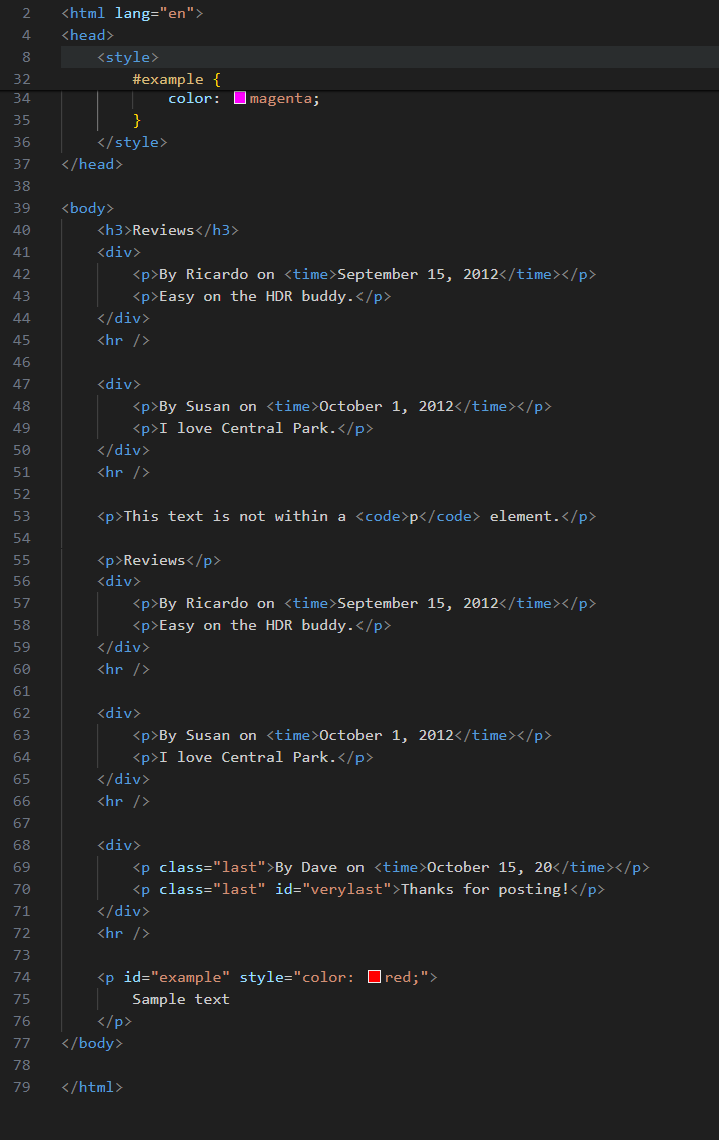 2 <html lang="en">
4 <head>
8 <style>
32 #example {
34 color: magenta;
35 }
36 </style>
37 </head>
38
39 <body>
40 <h3>Reviews</h3>
41 <div>
42 <p>By Ricardo on <time>September 15, 2012</time></p>
43 <p>Easy on the HDR buddy.</p>
44 </div>
45 <hr />
46
47 <div>
48 <p>By Susan on <time>October 1, 2012</time></p>
49 <p>I love Central Park.</p>
50 </div>
51 <hr />
52
53 <p>This text is not within a <code>p</code> element.</p>
54
55 <p>Reviews</p>
56 <div>
57 <p>By Ricardo on <time>September 15, 2012</time></p>
58 <p>Easy on the HDR buddy.</p>
59 </div>
60 <hr />
61
62 <div>
63 <p>By Susan on <time>October 1, 2012</time></p>
64 <p>I love Central Park.</p>
65 </div>
66 <hr />
67
68 <div>
69 <p class="last">By Dave on <time>October 15, 20</time></p>
70 <p class="last" id="verylast">Thanks for posting!</p>
71 </div>
72 <hr />
73
74 <p id="example" style="color: red;">
75 Sample text
76 </p>
77 </body>
78
79 </html>